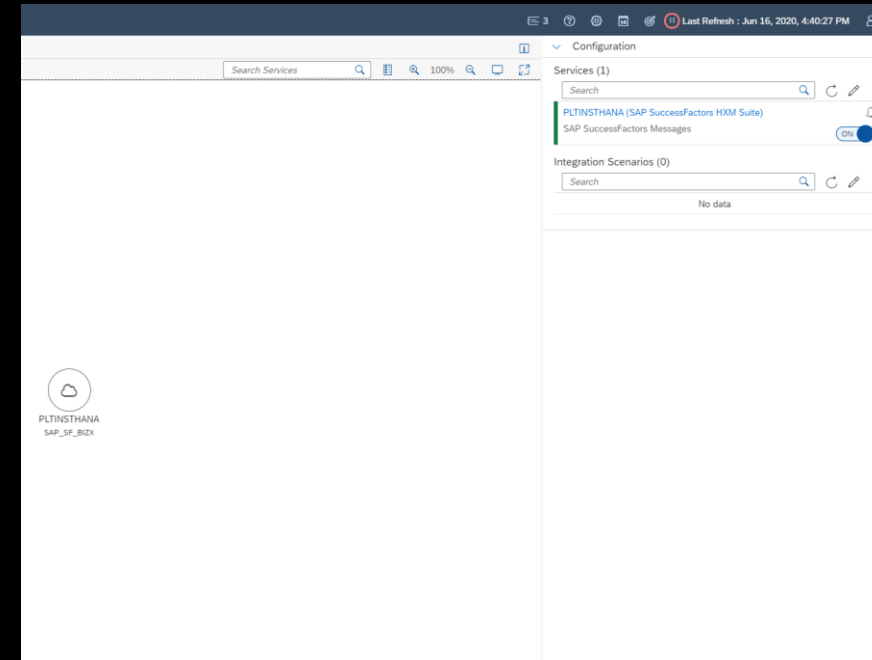 3
14
Last Refresh : Jun 16, 2020, 4:40:27 PM
Search Services
100%
PLTINSTHANA
SAP_SF_BIZX
Configuration
Services (1)
Search
PLTINSTHANA (SAP SuccessFactors HXM Suite)
SAP SuccessFactors Messages
ON
Integration Scenarios (0)
Search
No data